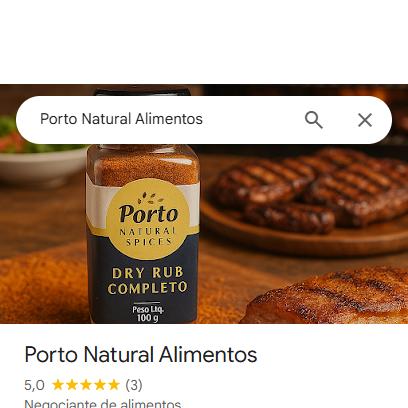 Porto Natural Alimentos
Porto
NATURAL
SPICES
DRY RUB
COMPLETO
Peso Liq.
100 g
Porto Natural Alimentos
5,0 (3)
Negociante de alimentos